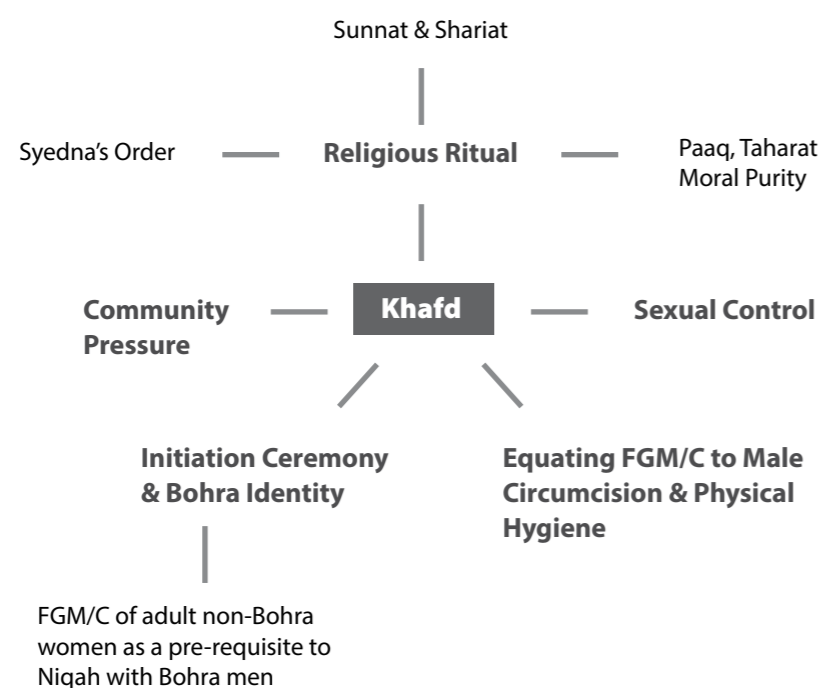 Sunnat & Shariat
Syedna's Order
Religious Ritual
Paaq, Taharat
Moral Purity
Community
Pressure
Khafd
Sexual Control
Initiation Ceremony
& Bohra Identity
Equating FGM/C to Male
Circumcision & Physical
Hygiene
FGM/C of adult non-Bohra
women as a pre-requisite to
Niqah with Bohra men